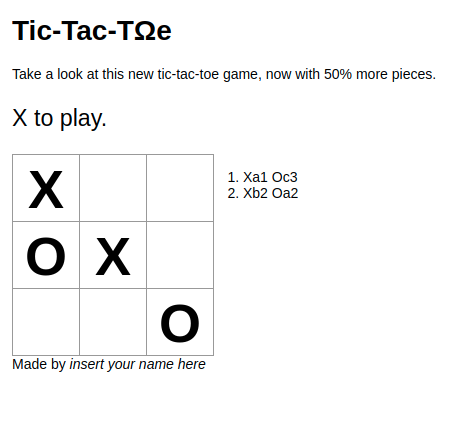 Tic-Tac-TΩe
Take a look at this new tic-tac-toe game, now with 50% more pieces.
X to play.
X
1. Xa1 Oc3
2. Xb2 Oa2
O X
O
Made by insert your name here